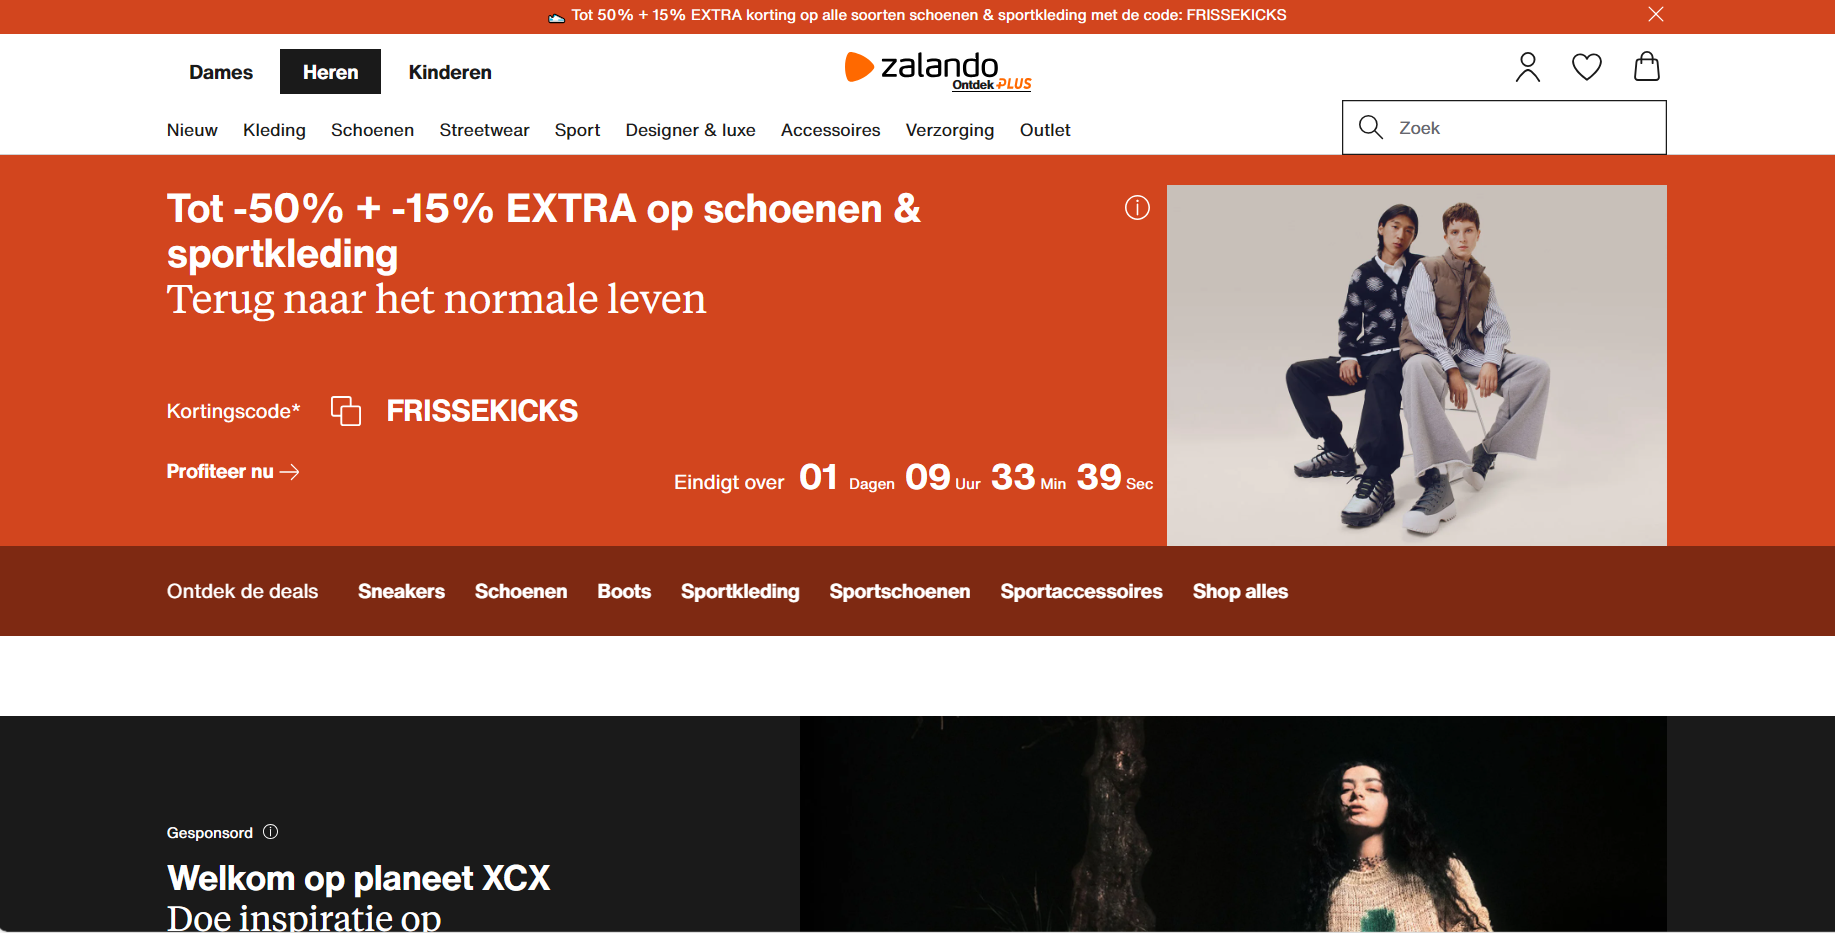 Tot 50% + 15% EXTRA korting op alle soorten schoenen & sportkleding met de code: FRISSEKICKS
Dames Heren Kinderen
zalando
Ontdek PLUS
Nieuw Kleding Schoenen Streetwear Sport Designer & luxe Accessoires Verzorging Outlet
Zoek
Tot -50% + -15% EXTRA op schoenen &
sportkleding
Terug naar het normale leven
Kortingscode* FRISSEKICKS
Profiteer nu
Eindigt over 01 Dagen 09 Uur 33 Min 39 Sec
Ontdek de deals Sneakers Schoenen Boots Sportkleding Sportschoenen Sportaccessoires Shop alles
Gesponsord
Welkom op planeet XCX
Doe inspiratie op